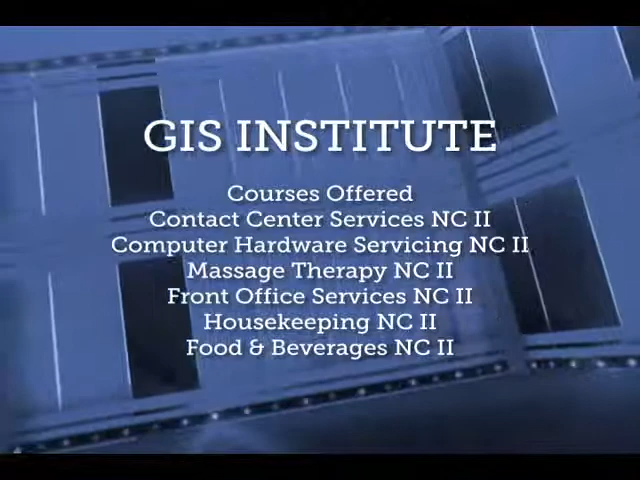 GIS INSTITUTE
Courses Offered
Contact Center Services NC II
Computer Hardware Servicing NC II
Massage Therapy NC II
Front Office Services NC II
Housekeeping NC II
Food & Beverages NC II